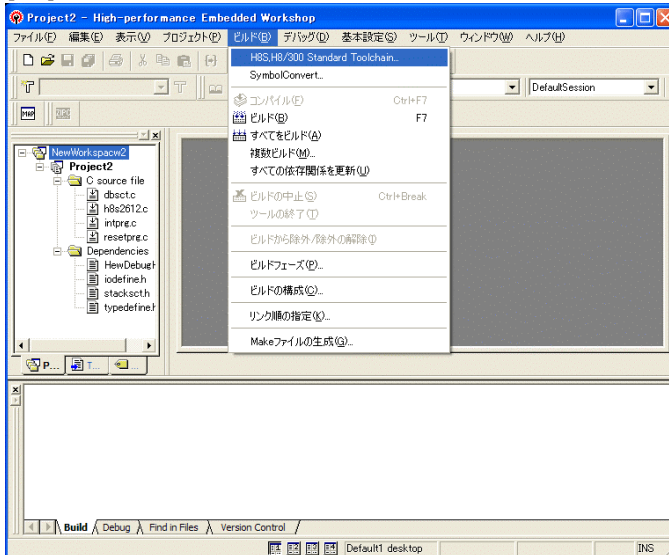 Project2 - High-performance Embedded Workshop
ファイル(F) 編集(E) 表示(V) プロジェクト(P) ビルド(B) デバッグ(D) 基本設定(S) ツール(T) ウィンドウ(W) ヘルプ(H)
H8S,H8/300 Standard Toolchain...
SymbolConvert...
DefaultSession
コンパイル(F) Ctrl+F7
ビルド(B) F7
すべてをビルド(A)
複数ビルド(M)...
すべての依存関係を更新(U)
ビルドの中止(S) Ctrl+Break
ツールの終了(T)
ビルドから除外/除外の解除(I)
ビルドフェーズ(P)...
ビルドの構成(C)...
リンク順の指定(K)...
Makeファイルの生成(G)...
MAP
NewWorkspacw2
Project2
C source file
dbsct.c
h8s2612.c
intprg.c
resetprg.c
Dependencies
HewDebugH
iodefine.h
stacksct.h
typedefine.h
P... T... ...
Build Debug Find in Files Version Control
Default1 desktop INS